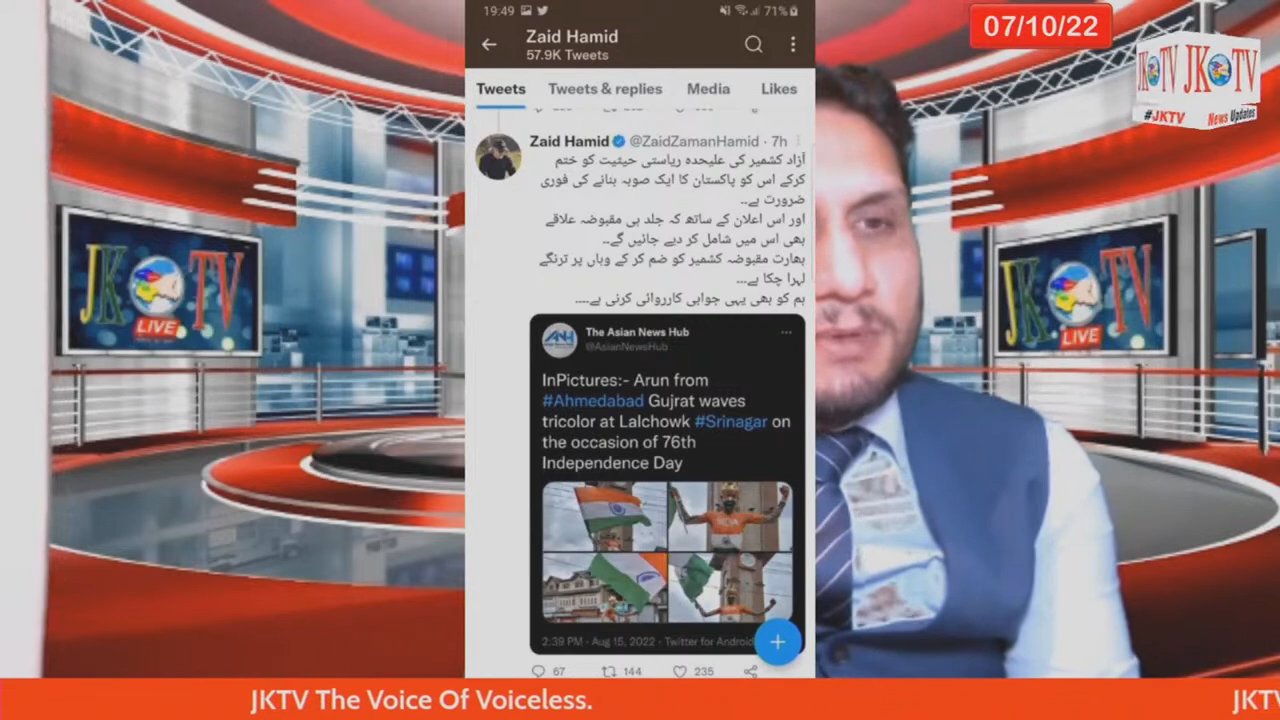 19:49
71%
07/10/22
Zaid Hamid
57.9K Tweets
JKTV JKTV
#JKTV News Updates
Tweets Tweets & replies Media Likes
Zaid Hamid @ZaidZamanHamid · 7h
آزاد کشمیر کی علیحدہ ریاستی حیثیت کو ختم
کرکے اس کو پاکستان کا ایک صوبہ بنانے کی فوری
ضرورت ہے۔۔
اور اس اعلان کے ساتھ کہ جلد ہی مقبوضہ علاقے
بھی اس میں شامل کر دیے جائیں گے۔۔
بھارت مقبوضہ کشمیر کو ضم کر کے وہاں پر ترنگے
لہرا چکا ہے۔۔۔
ہم کو بھی یہی جوابی کارروائی کرنی ہے۔۔۔۔
JK TV
LIVE
JK TV
LIVE
The Asian News Hub
@AsianNewsHub
InPictures:- Arun from
#Ahmedabad Gujrat waves
tricolor at Lalchowk #Srinagar on
the occasion of 76th
Independence Day
2:39 PM · Aug 15, 2022 · Twitter for Android
67 144 235
JKTV The Voice Of Voiceless.
JKTV